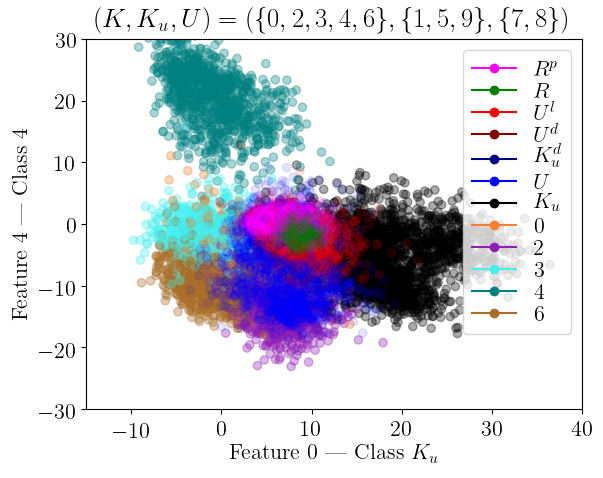 (K, K_u, U) = ({0, 2, 3, 4, 6}, {1, 5, 9}, {7, 8})
30
20
10
0
−10
−20
−30
Feature 4 — Class 4
−10
0
10
20
30
40
Feature 0 — Class K_u
R^p
R
U^l
U^d
K_u^d
U
K_u
0
2
3
4
6